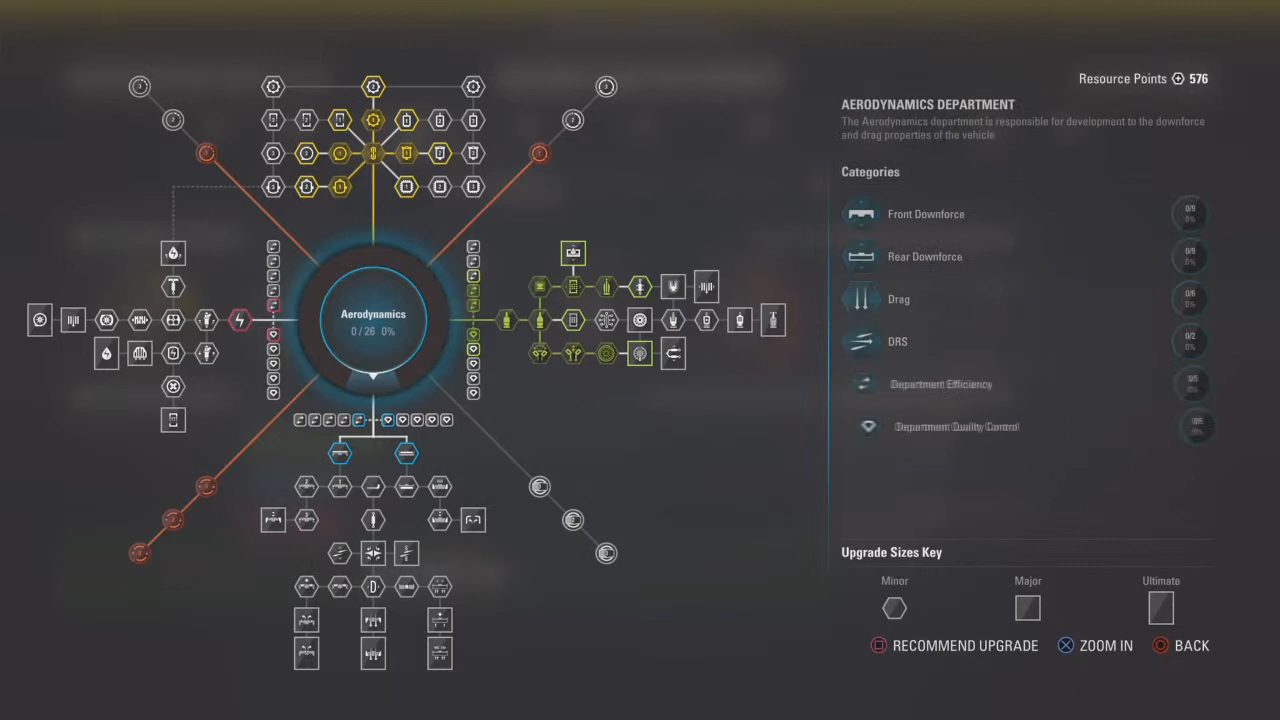 Resource Points 576
AERODYNAMICS DEPARTMENT
The Aerodynamics department is responsible for development to the downforce
and drag properties of the vehicle
Categories
Front Downforce 0/9
0%
Rear Downforce 0/9
0%
Drag 0/6
0%
DRS 0/2
0%
Department Efficiency 0/5
Department Quality Control
Aerodynamics
0 / 26 0%
Upgrade Sizes Key
Minor Major Ultimate
RECOMMEND UPGRADE ZOOM IN BACK